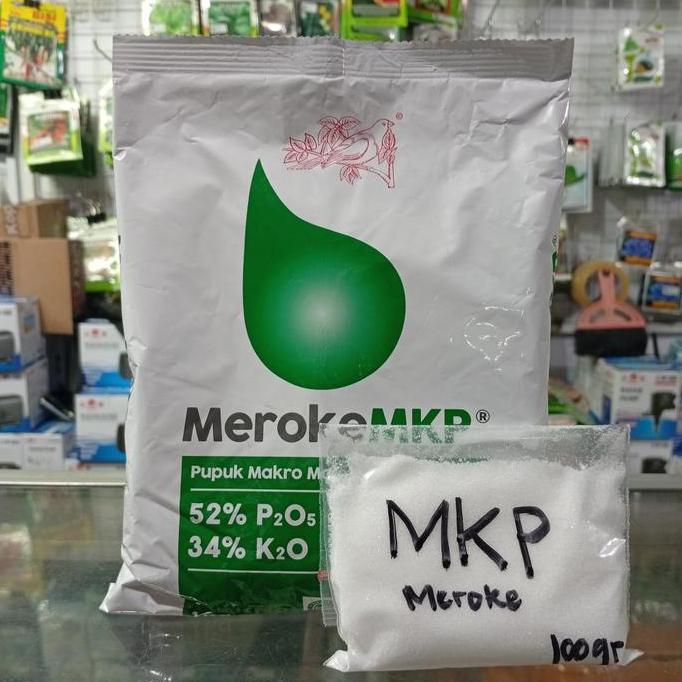 MerokeMKP®
Pupuk Makro
52% P₂O₅
34% K₂O
MKP
Meroke
100gr